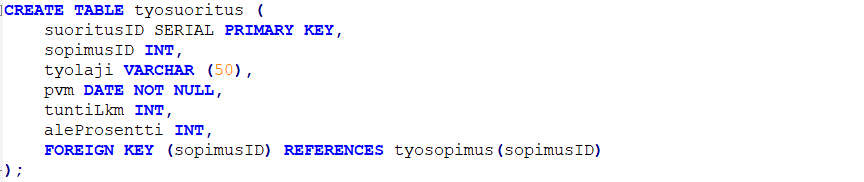 CREATE TABLE tyosuoritus (
suoritusID SERIAL PRIMARY KEY,
sopimusID INT,
tyolaji VARCHAR (50),
pvm DATE NOT NULL,
tuntiLkm INT,
aleProsentti INT,
FOREIGN KEY (sopimusID) REFERENCES tyosopimus(sopimusID)
);